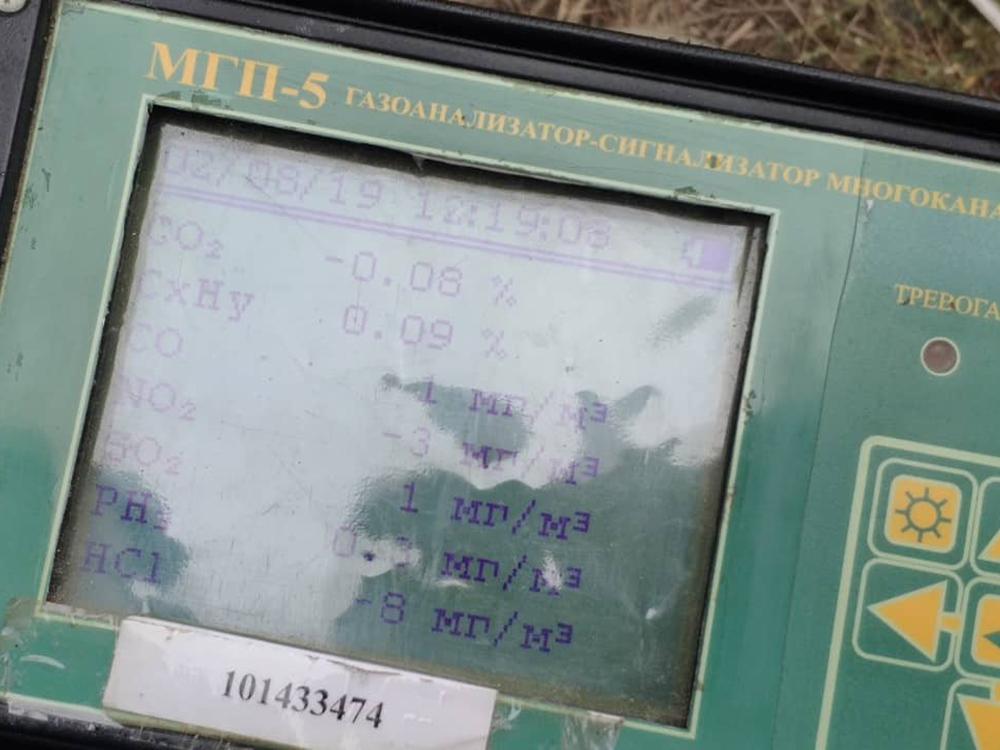 МГП-5 ГАЗОАНАЛИЗАТОР-СИГНАЛИЗАТОР МНОГОКАНА
02/08/19 12:19:08
CO₂ -0.08 %
CxHy 0.09 %
CO 1 мг/м³
NO₂ -3 мг/м³
SO₂ 1 мг/м³
PH₃ мг/м³
HCl -8 мг/м³
ТРЕВОГА
101433474